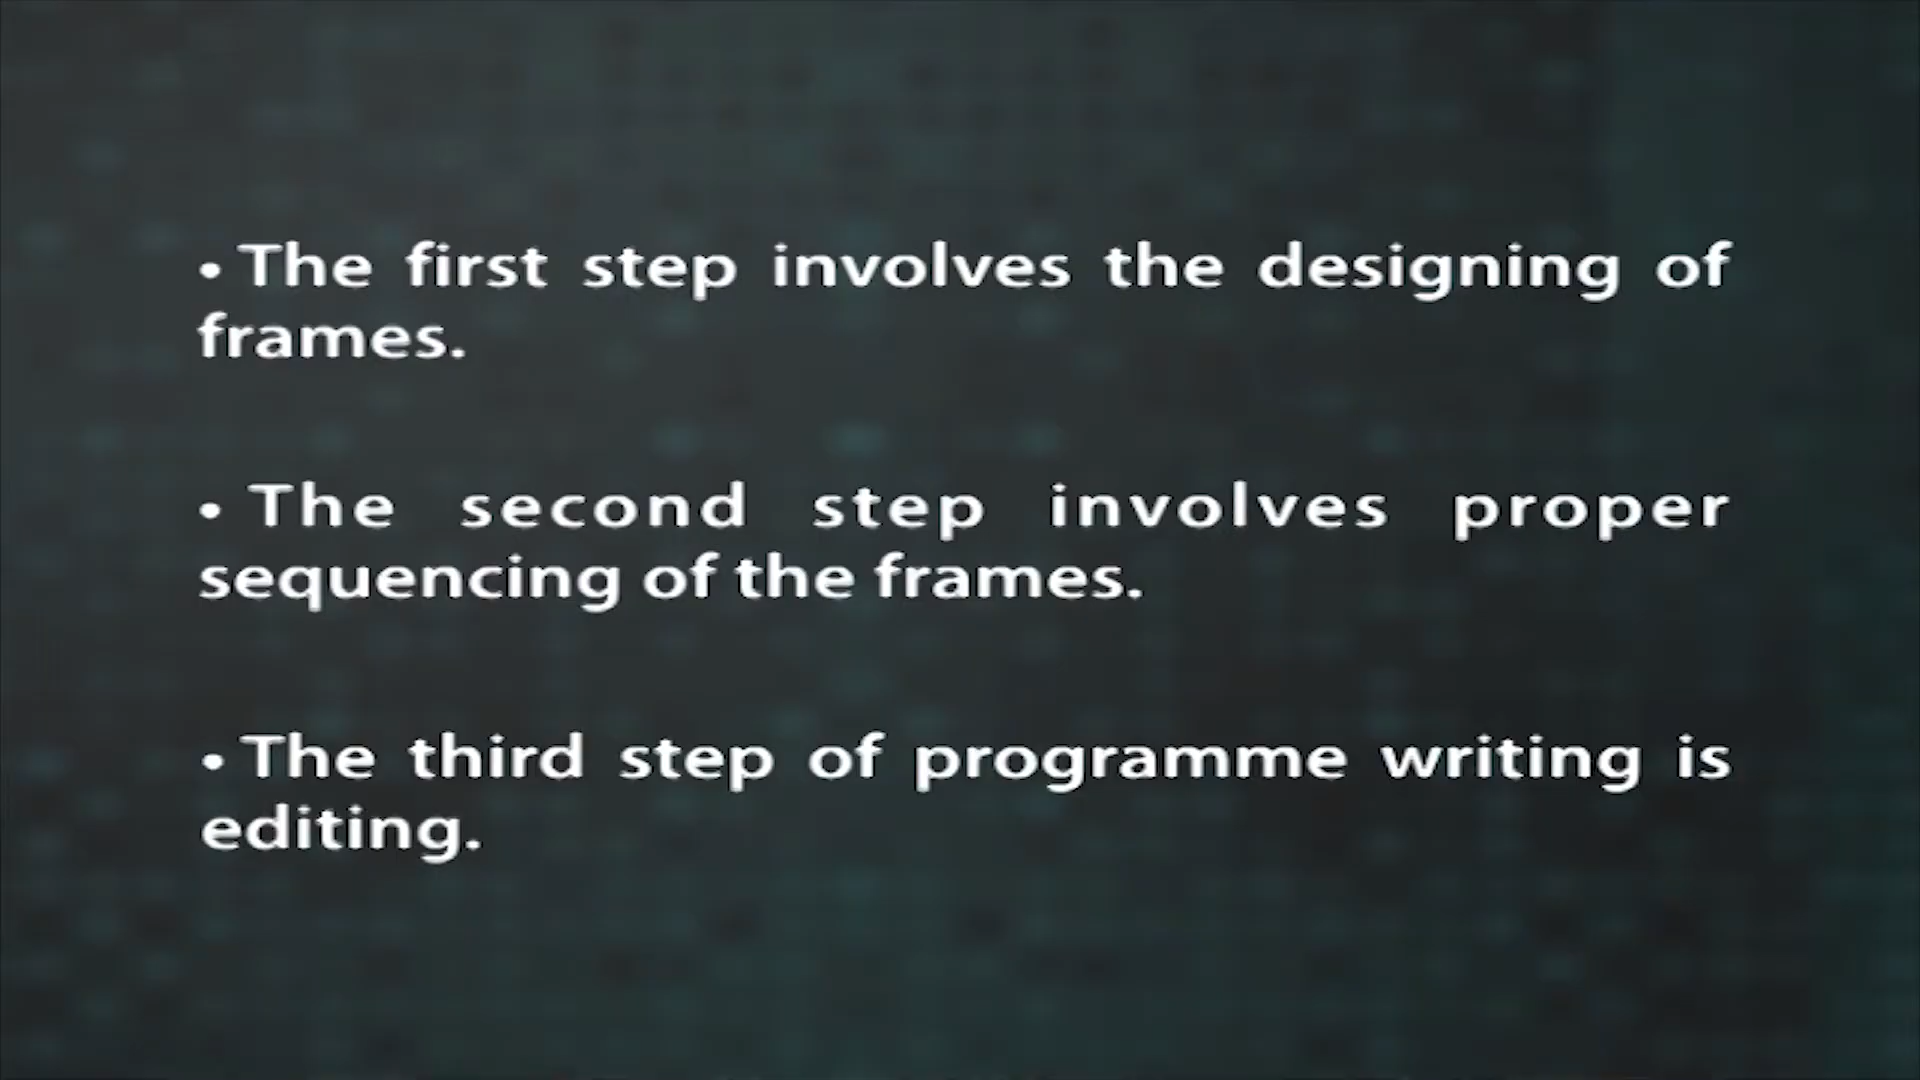 • The first step involves the designing of
frames.
• The second step involves proper
sequencing of the frames.
• The third step of programme writing is
editing.